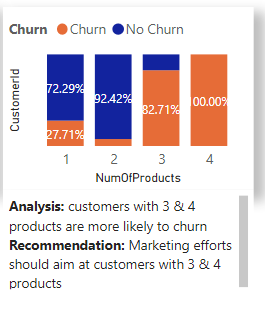 Churn Churn No Churn
CustomerId
72.29%
92.42%
27.71%
82.71%
100.00%
1 2 3 4
NumOfProducts
Analysis: customers with 3 & 4
products are more likely to churn
Recommendation: Marketing efforts
should aim at customers with 3 & 4
products